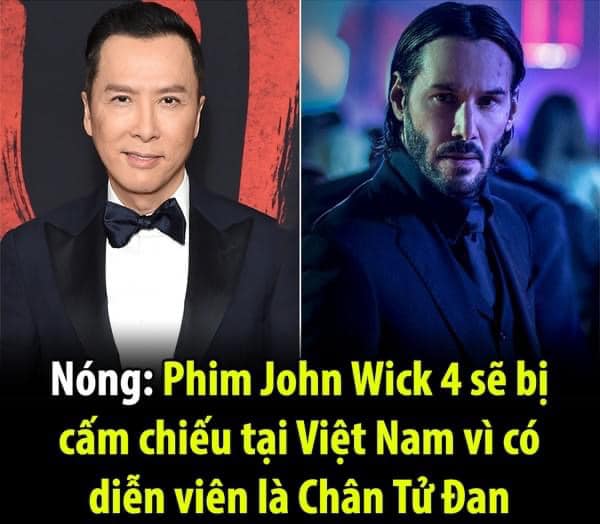 Nóng: Phim John Wick 4 sẽ bị
cấm chiếu tại Việt Nam vì có
diễn viên là Chân Tử Đan